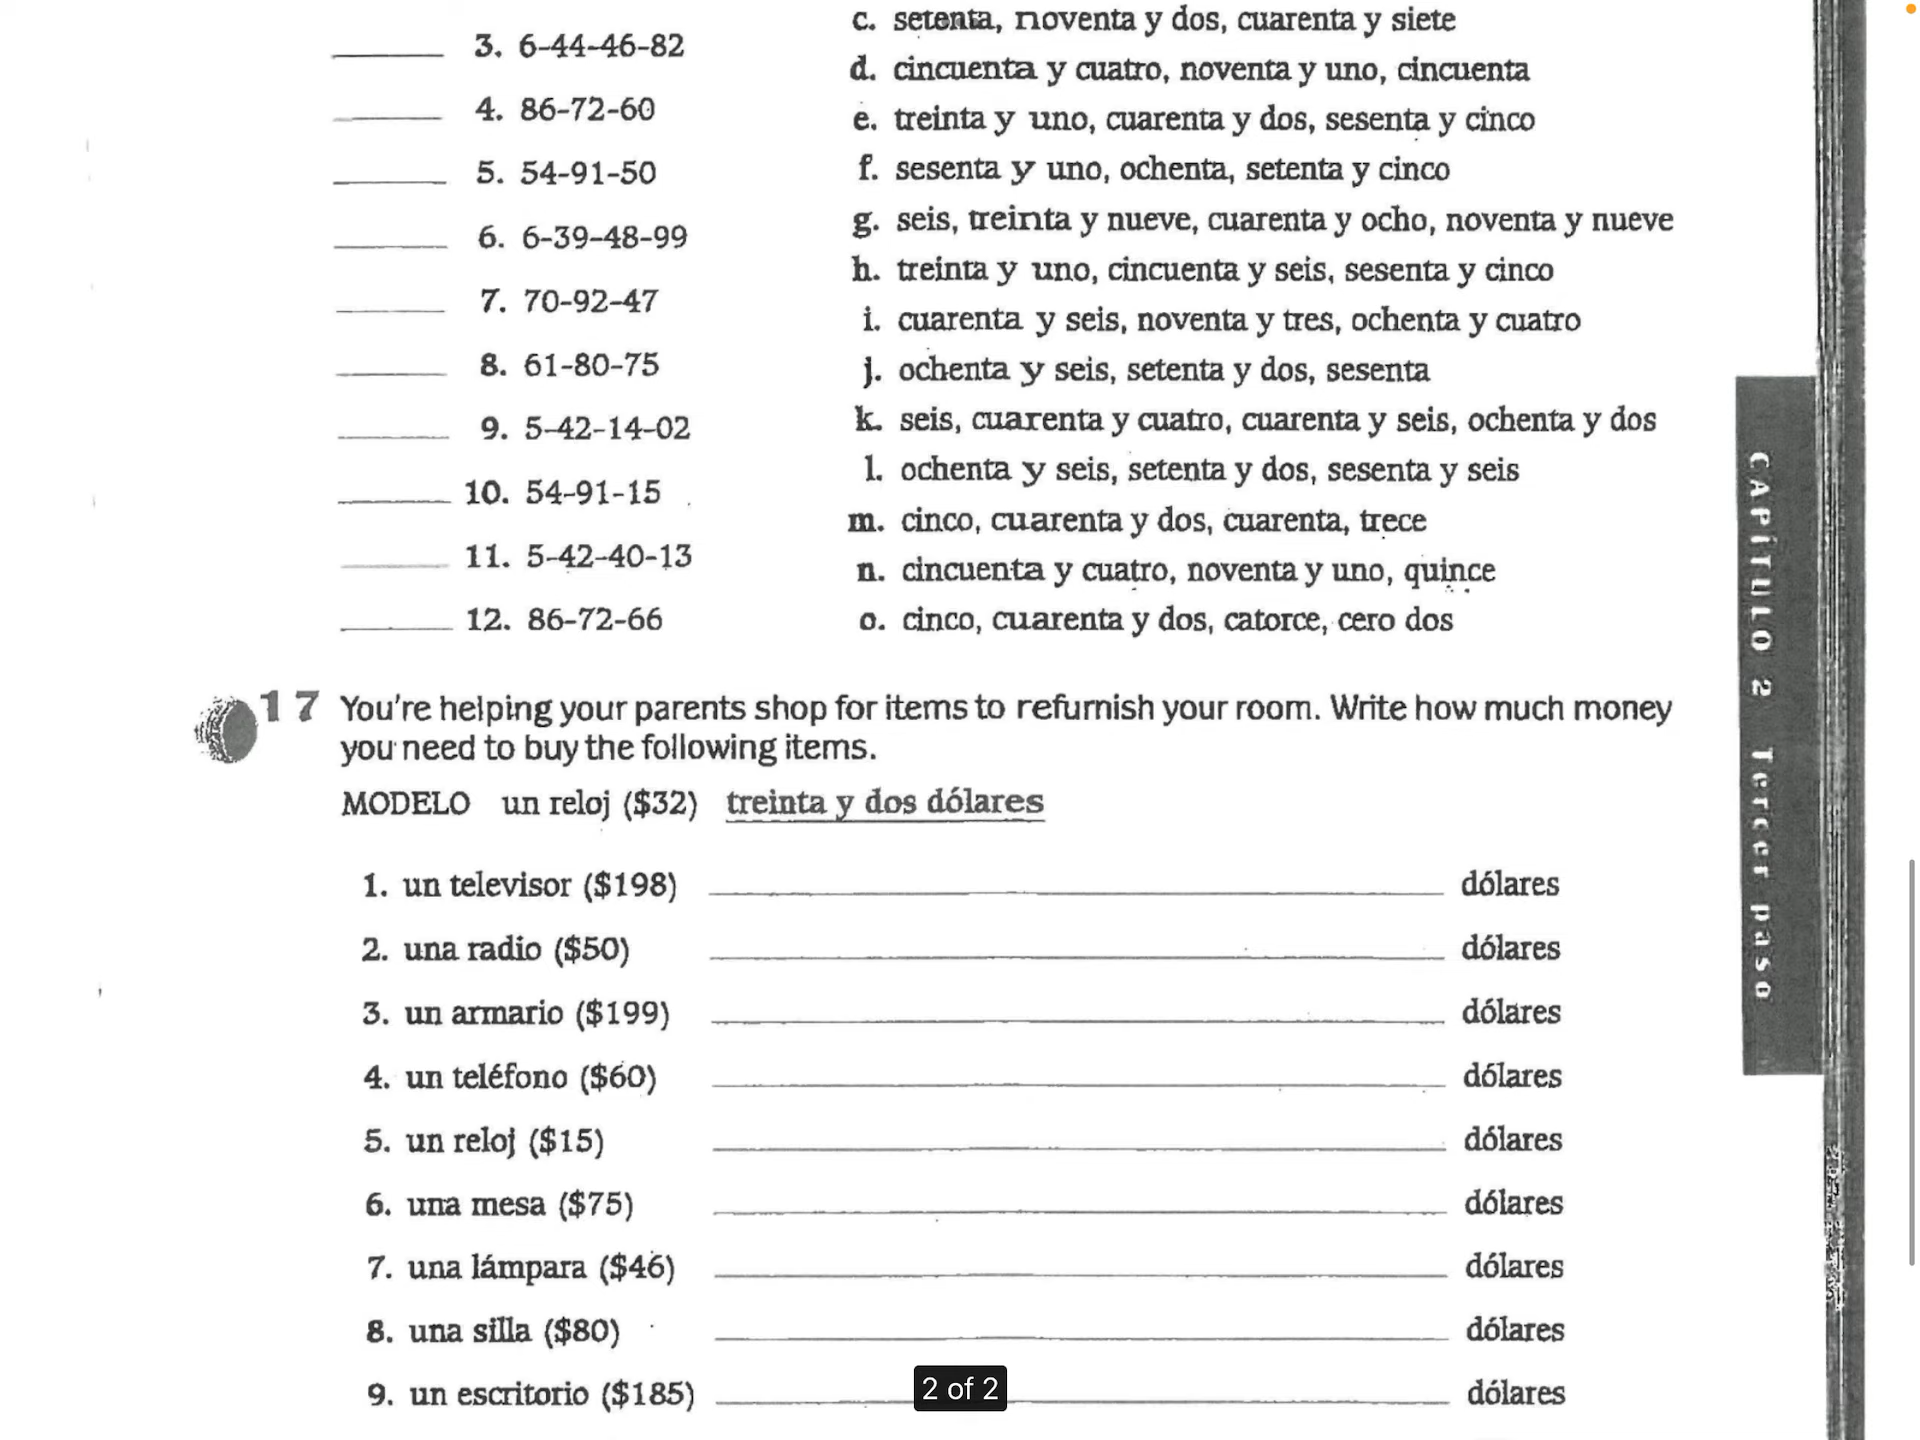 c. setenta, noventa y dos, cuarenta y siete
3. 6-44-46-82
d. cincuenta y cuatro, noventa y uno, cincuenta
4. 86-72-60
e. treinta y uno, cuarenta y dos, sesenta y cinco
5. 54-91-50
f. sesenta y uno, ochenta, setenta y cinco
6. 6-39-48-99
g. seis, treinta y nueve, cuarenta y ocho, noventa y nueve
7. 70-92-47
h. treinta y uno, cincuenta y seis, sesenta y cinco
i. cuarenta y seis, noventa y tres, ochenta y cuatro
8. 61-80-75
j. ochenta y seis, setenta y dos, sesenta
9. 5-42-14-02
k. seis, cuarenta y cuatro, cuarenta y seis, ochenta y dos
10. 54-91-15
l. ochenta y seis, setenta y dos, sesenta y seis
11. 5-42-40-13
m. cinco, cuarenta y dos, cuarenta, trece
n. cincuenta y cuatro, noventa y uno, quince
12. 86-72-66
o. cinco, cuarenta y dos, catorce, cero dos
CAPÍTULO 2 Tercer paso
17 You're helping your parents shop for items to refurnish your room. Write how much money
you need to buy the following items.
MODELO un reloj ($32) treinta y dos dólares
1. un televisor ($198) dólares
2. una radio ($50) dólares
3. un armario ($199) dólares
4. un teléfono ($60) dólares
5. un reloj ($15) dólares
6. una mesa ($75) dólares
7. una lámpara ($46) dólares
8. una silla ($80) dólares
9. un escritorio ($185) dólares
2 of 2